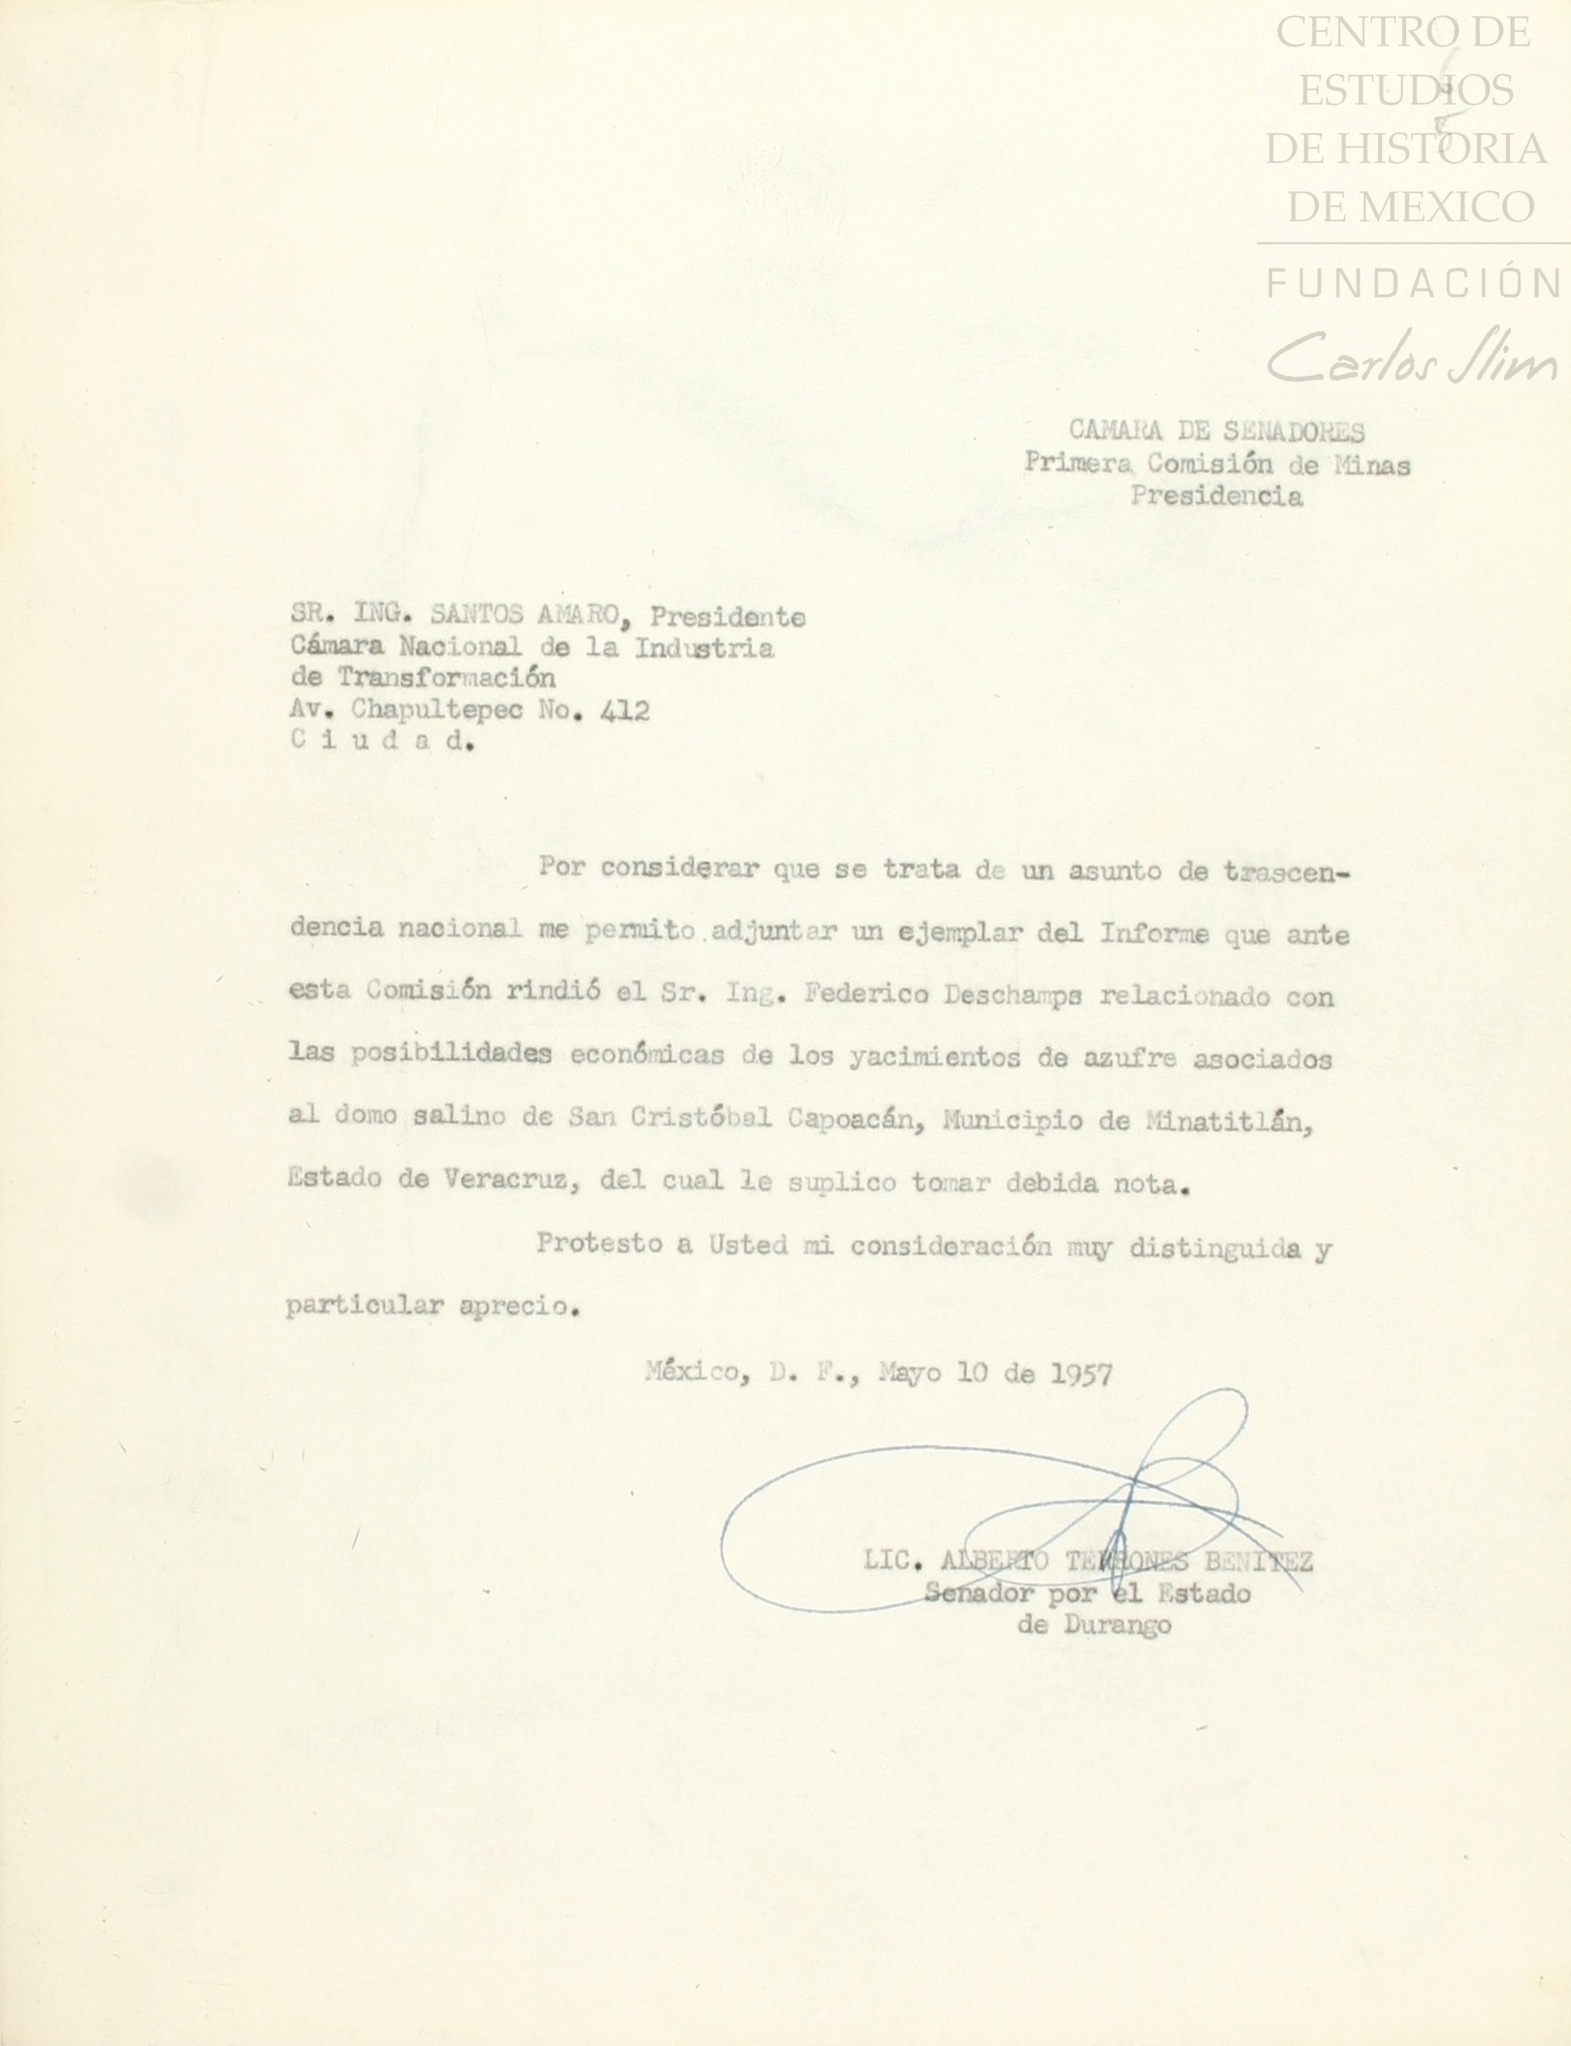 CENTRO DE
ESTUDIOS
DE HISTORIA
DE MEXICO
FUNDACIÓN
Carlos Slim
CAMARA DE SENADORES
Primera Comisión de Minas
Presidencia
SR. ING. SANTOS AMARO, Presidente
Cámara Nacional de la Industria
de Transformación
Av. Chapultepec No. 412
C i u d a d.
Por considerar que se trata de un asunto de trascen-
dencia nacional me permito adjuntar un ejemplar del Informe que ante
esta Comisión rindió el Sr. Ing. Federico Deschamps relacionado con
las posibilidades económicas de los yacimientos de azufre asociados
al domo salino de San Cristóbal Capoacán, Municipio de Minatitlán,
Estado de Veracruz, del cual le suplico tomar debida nota.
Protesto a Usted mi consideración muy distinguida y
particular aprecio.
México, D. F., Mayo 10 de 1957
LIC. ALBERTO TERRONES BENITEZ
Senador por el Estado
de Durango